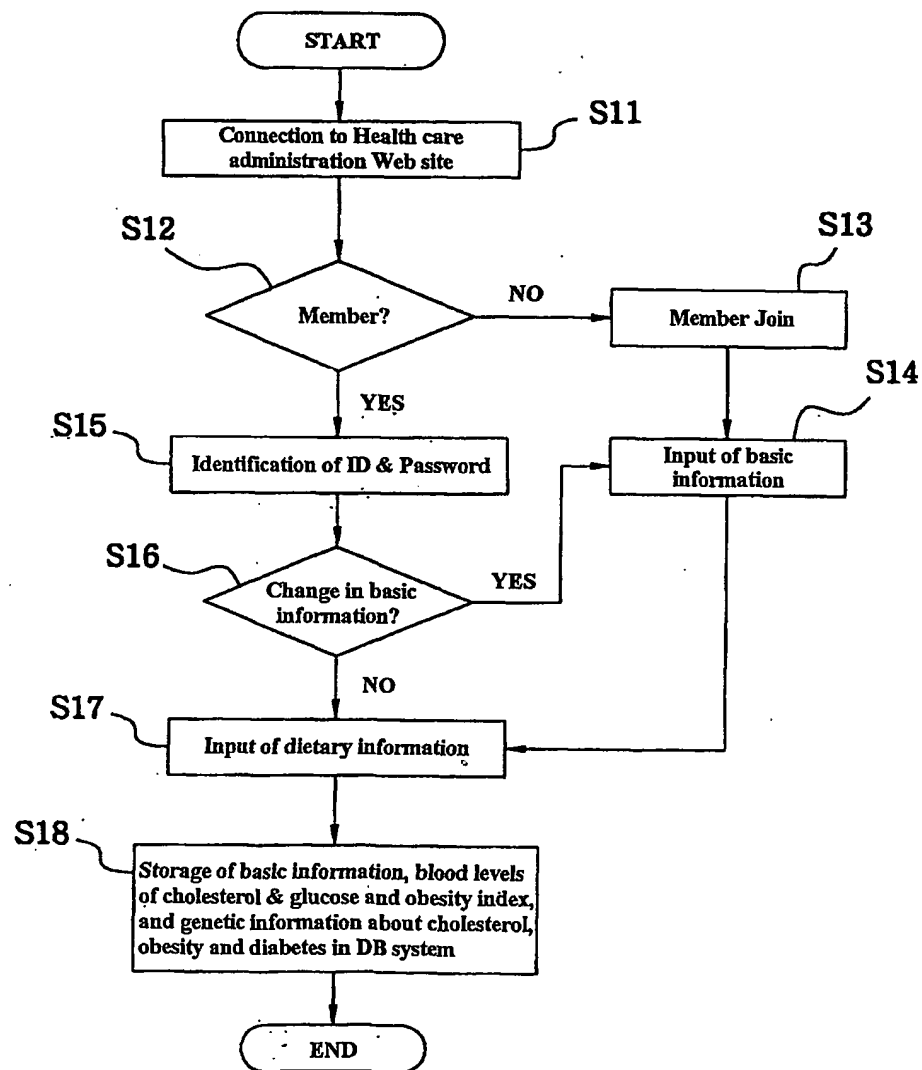 START
S11
Connection to Health care
administration Web site
S12
S13
Member?
NO
Member Join
YES
S14
S15
Identification of ID & Password
Input of basic
information
S16
Change in basic
information?
YES
NO
S17
Input of dietary information
S18
Storage of basic information, blood levels
of cholesterol & glucose and obesity index,
and genetic information about cholesterol,
obesity and diabetes in DB system
END